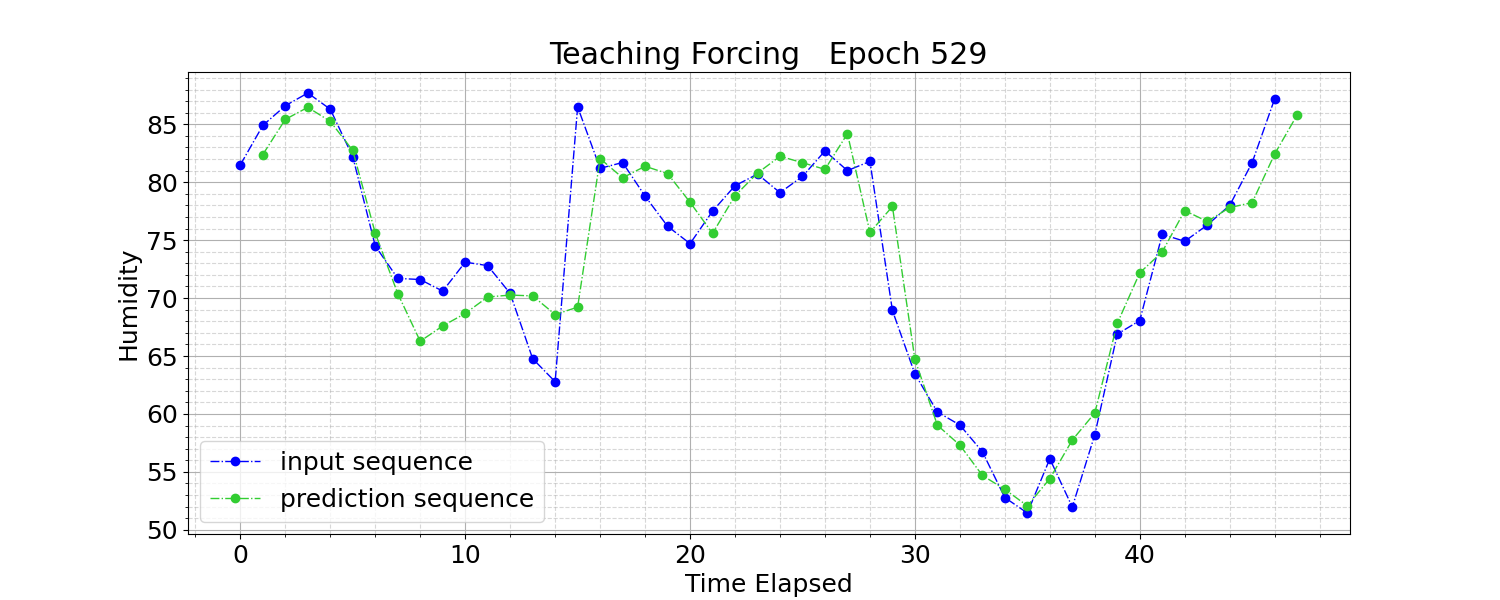 Teaching Forcing   Epoch 529
Humidity
85
80
75
70
65
60
55
50
input sequence
prediction sequence
0 10 20 30 40
Time Elapsed